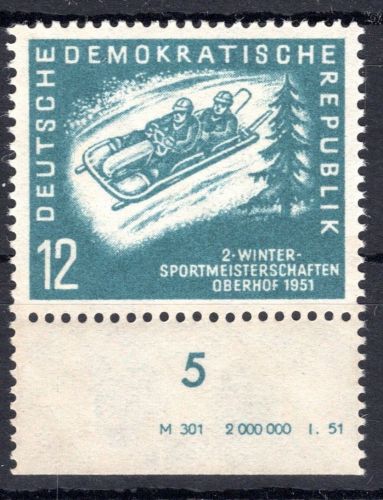 DEUTSCHE DEMOKRATISCHE REPUBLIK
12
2. WINTER-
SPORTMEISTERSCHAFTEN
OBERHOF 1951
5
M 301 2 000 000 I. 51